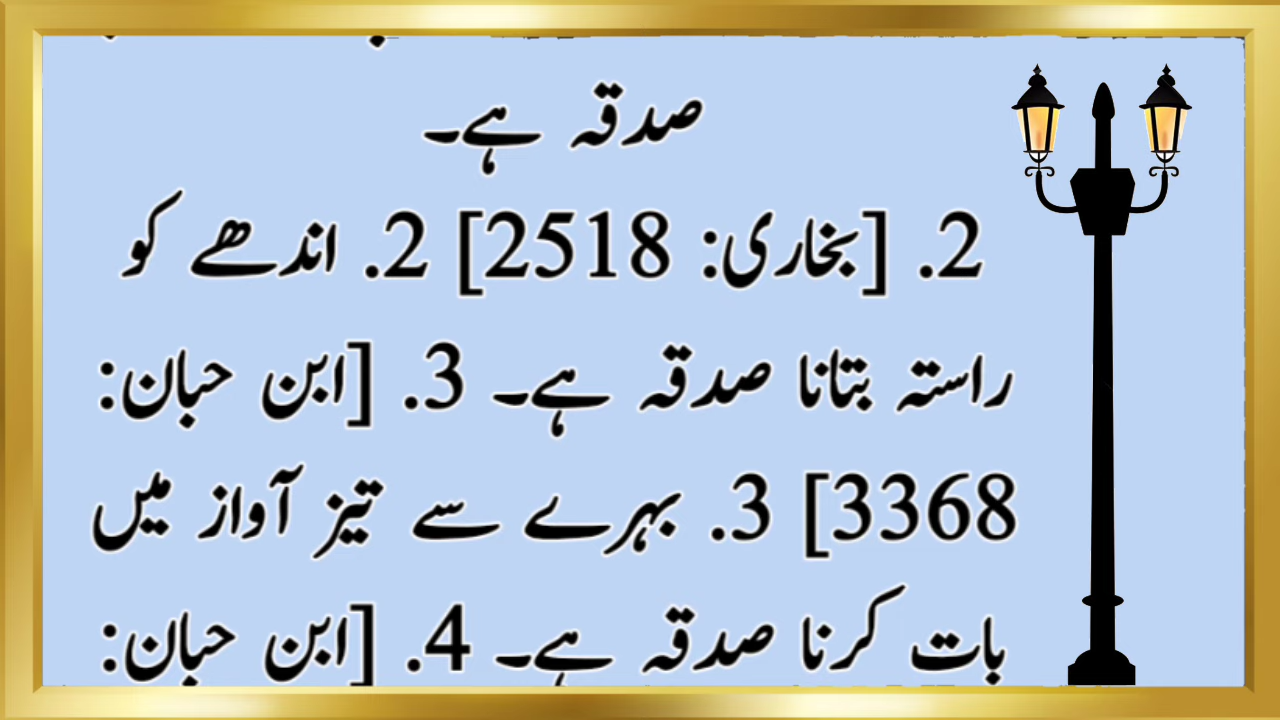 صدقہ ہے۔
2. [بخاری: 2518] 2. اندھے کو
راستہ بتانا صدقہ ہے۔ 3. [ابن حبان:
3368] 3. بہرے سے تیز آواز میں
بات کرنا صدقہ ہے۔ 4. [ابن حبان: